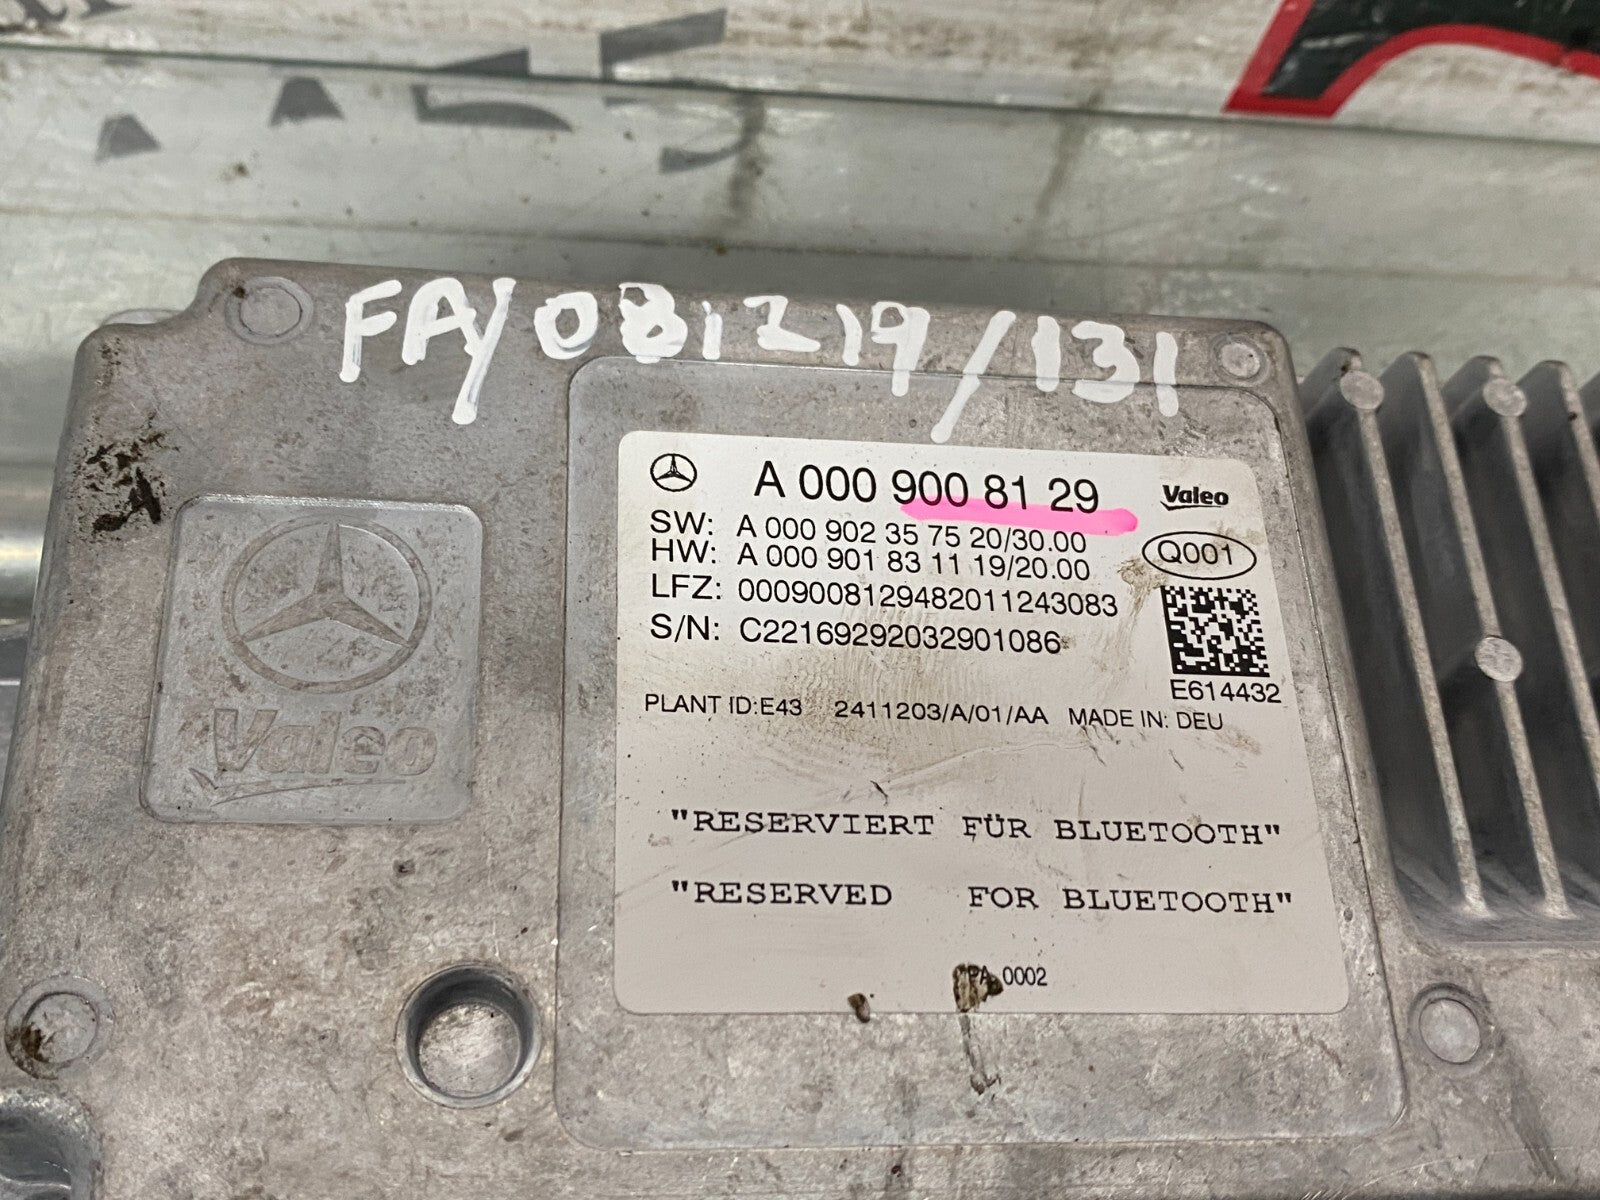 FA/081219/131
A 000 900 81 29
Valeo
SW: A 000 902 35 75 20/30.00
HW: A 000 901 83 11 19/20.00
Q001
LFZ: 0009008129482011243083
S/N: C22169292032901086
E614432
PLANT ID:E43 2411203/A/01/AA MADE IN: DEU
Valeo
"RESERVIERT FÜR BLUETOOTH"
"RESERVED FOR BLUETOOTH"
0002